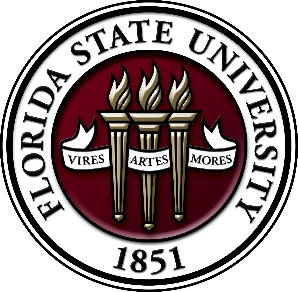 FLORIDA STATE UNIVERSITY
VIRES ARTES MORES
1851